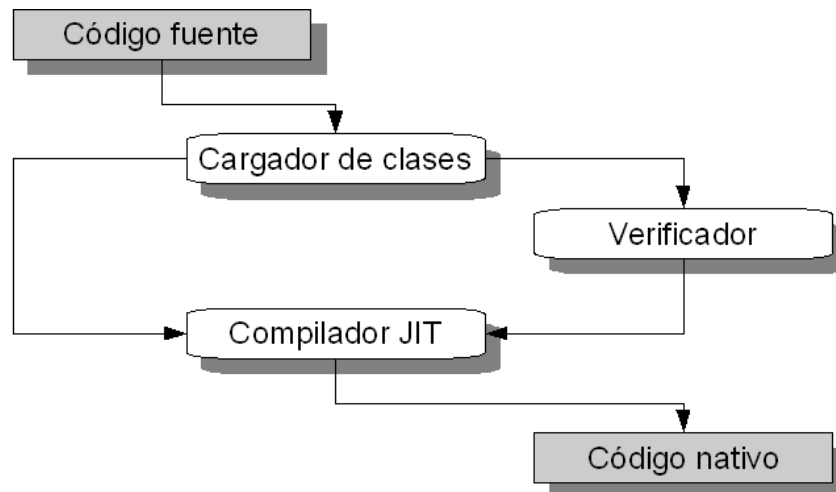 Código fuente
Cargador de clases
Verificador
Compilador JIT
Código nativo